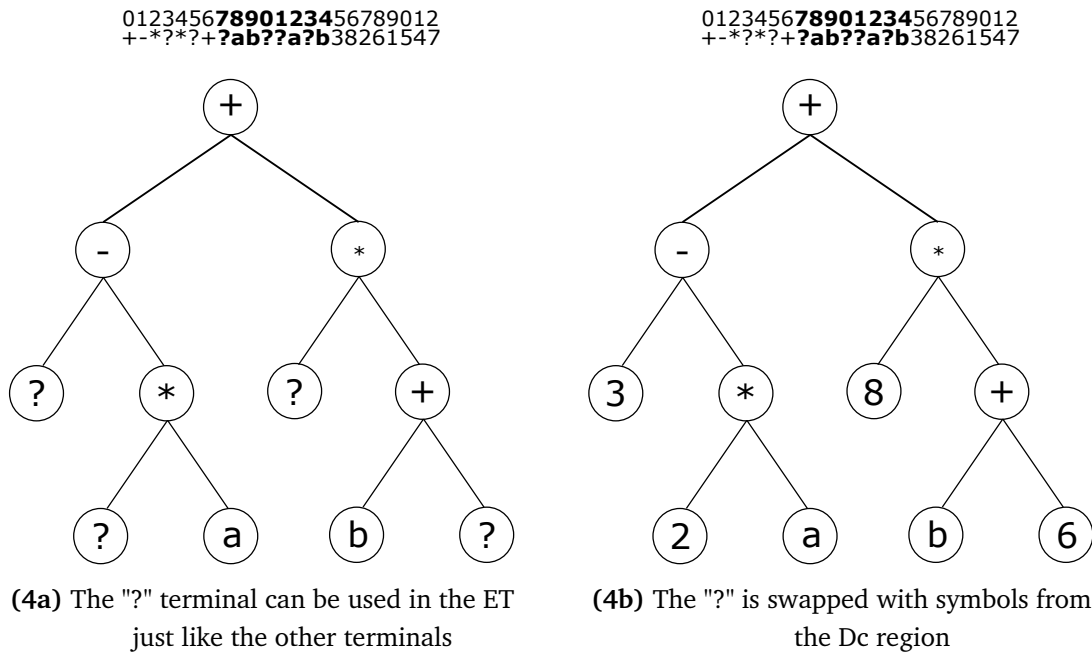 01234567890123456789012
+-*?*?+?ab??a?b38261547
+
- *
? * ? +
? a b ?
(4a) The "?" terminal can be used in the ET
just like the other terminals
01234567890123456789012
+-*?*?+?ab??a?b38261547
+
- *
3 * 8 +
2 a b 6
(4b) The "?" is swapped with symbols from
the Dc region